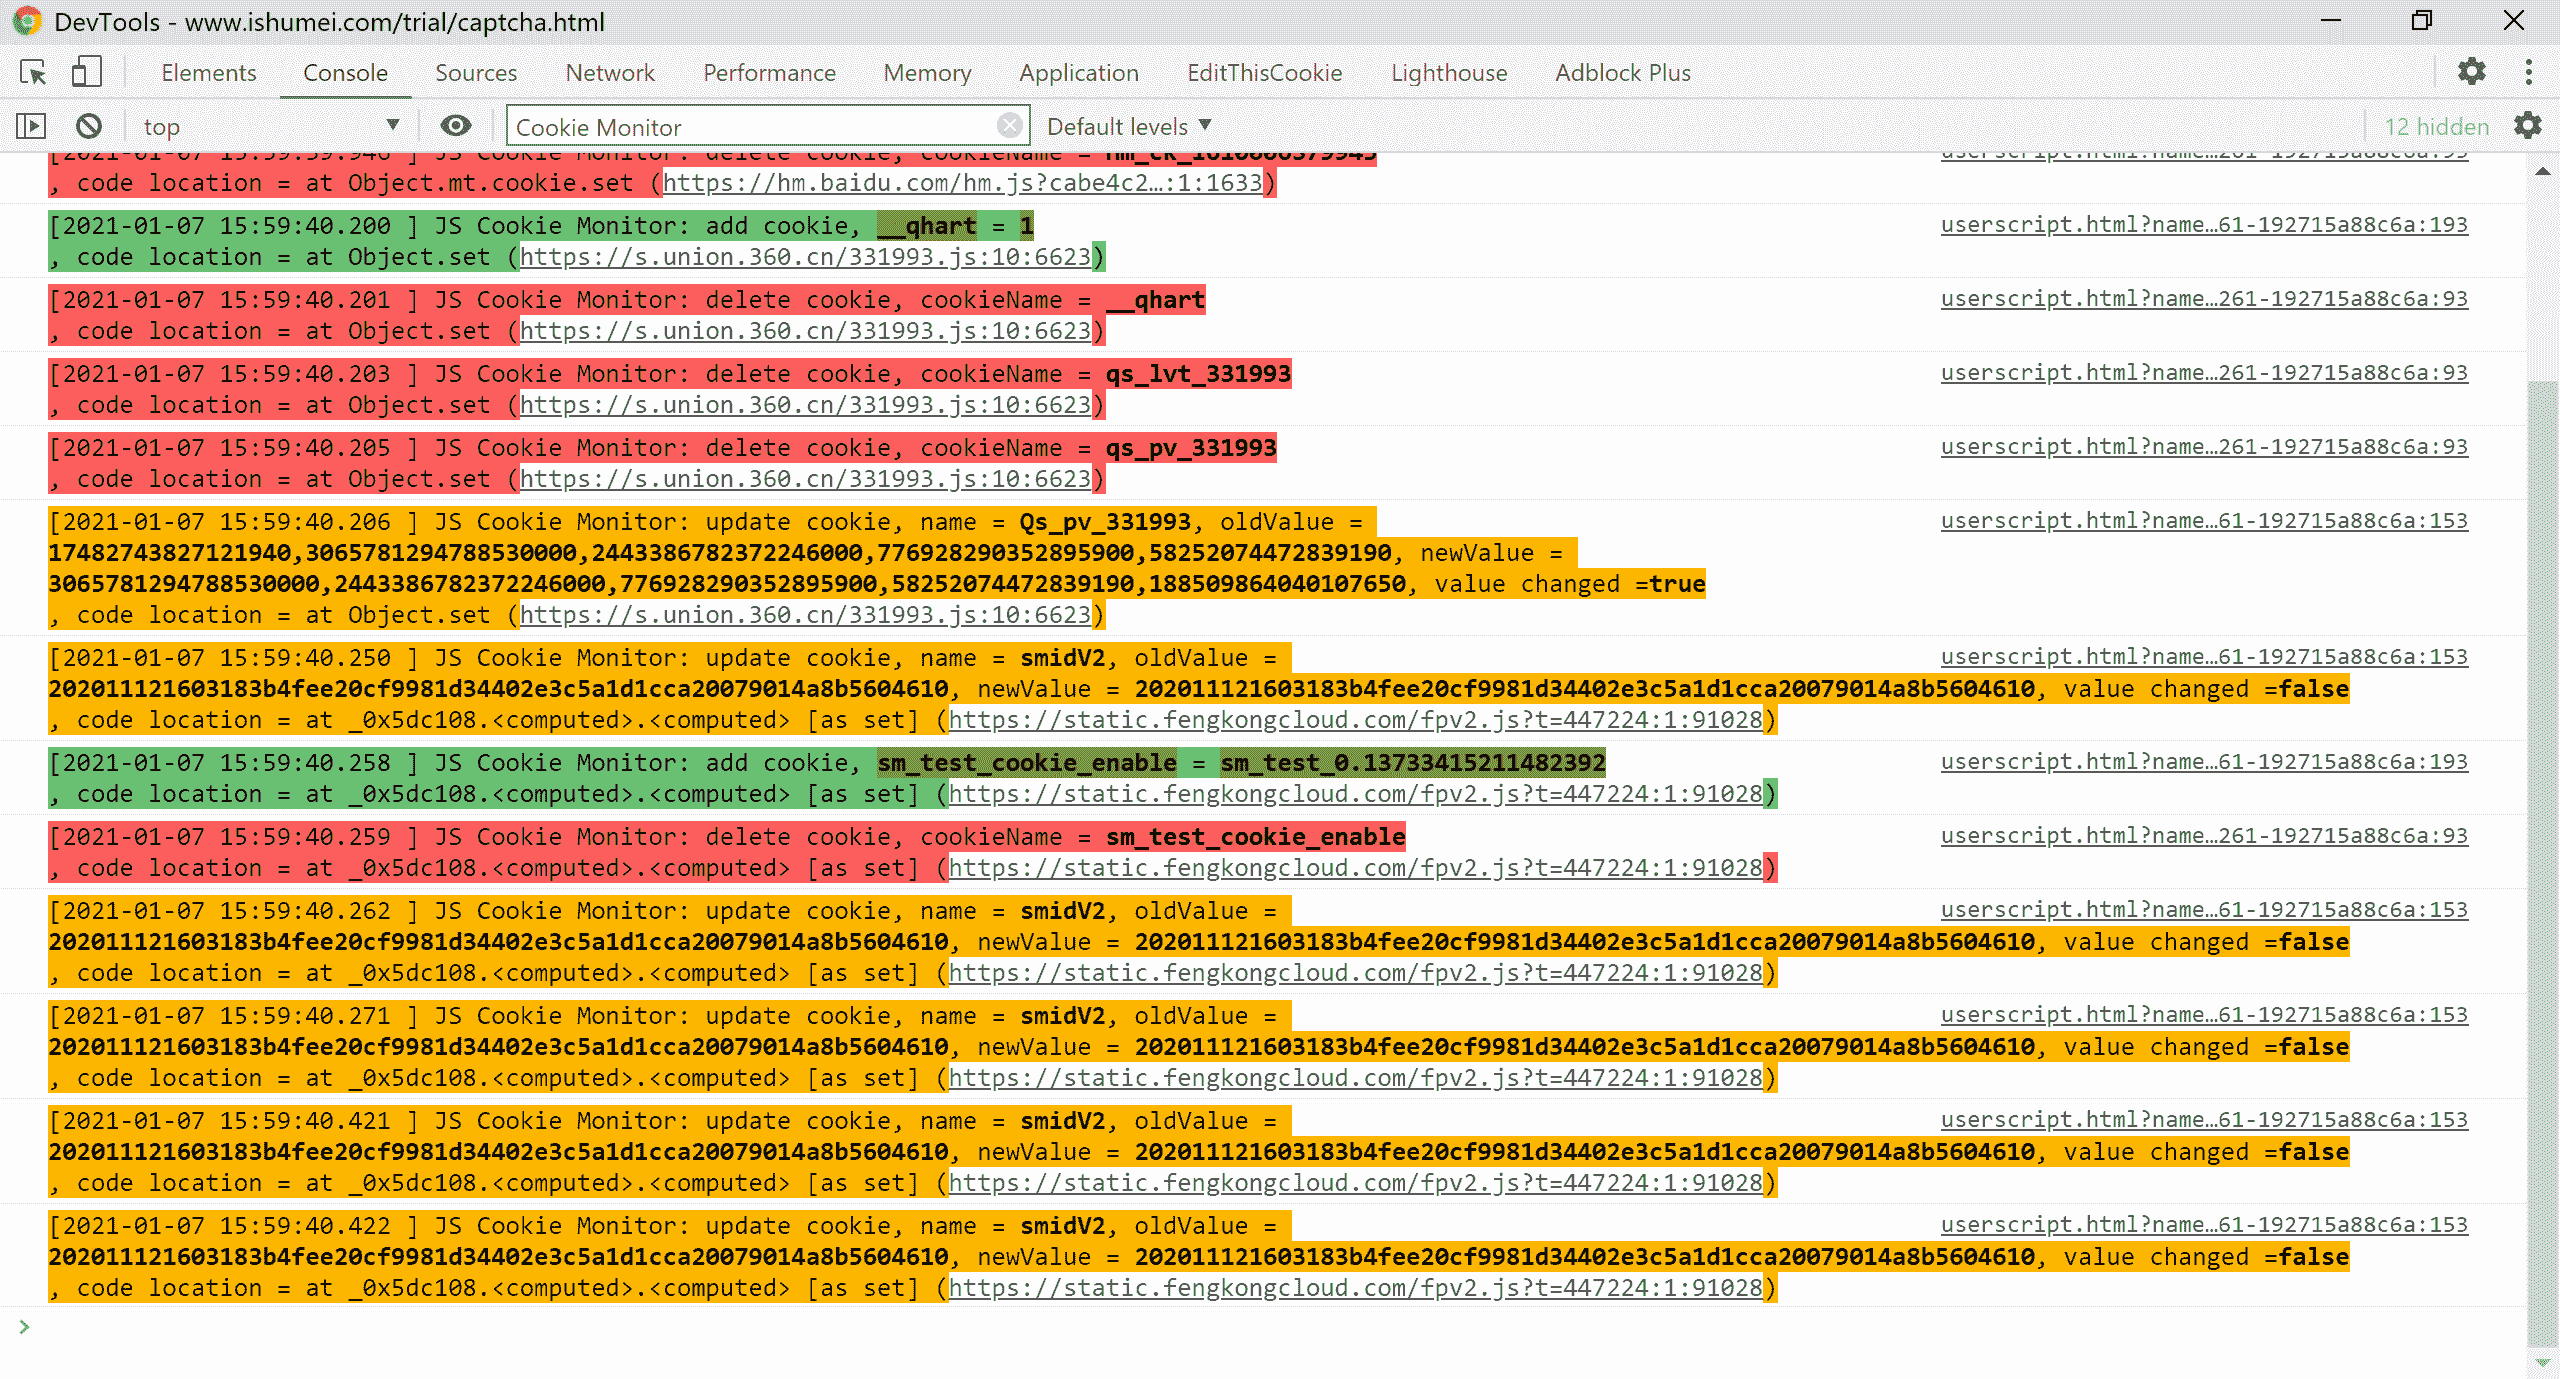 DevTools - www.ishumei.com/trial/captcha.html
Elements Console Sources Network Performance Memory Application EditThisCookie Lighthouse Adblock Plus
top Cookie Monitor Default levels 12 hidden
[2021-01-07 15:59:39.946 ] JS Cookie Monitor: delete cookie, cookieName = hm_ck_1610006379945
, code location = at Object.mt.cookie.set (https://hm.baidu.com/hm.js?cabe4c2…:1:1633)
[2021-01-07 15:59:40.200 ] JS Cookie Monitor: add cookie, __qhart = 1 userscript.html?name…61-192715a88c6a:193
, code location = at Object.set (https://s.union.360.cn/331993.js:10:6623)
[2021-01-07 15:59:40.201 ] JS Cookie Monitor: delete cookie, cookieName = __qhart userscript.html?name…261-192715a88c6a:93
, code location = at Object.set (https://s.union.360.cn/331993.js:10:6623)
[2021-01-07 15:59:40.203 ] JS Cookie Monitor: delete cookie, cookieName = qs_lvt_331993 userscript.html?name…261-192715a88c6a:93
, code location = at Object.set (https://s.union.360.cn/331993.js:10:6623)
[2021-01-07 15:59:40.205 ] JS Cookie Monitor: delete cookie, cookieName = qs_pv_331993 userscript.html?name…261-192715a88c6a:93
, code location = at Object.set (https://s.union.360.cn/331993.js:10:6623)
[2021-01-07 15:59:40.206 ] JS Cookie Monitor: update cookie, name = Qs_pv_331993, oldValue = userscript.html?name…61-192715a88c6a:153
17482743827121940,3065781294788530000,2443386782372246000,776928290352895900,58252074472839190, newValue =
3065781294788530000,2443386782372246000,776928290352895900,58252074472839190,188509864040107650, value changed =true
, code location = at Object.set (https://s.union.360.cn/331993.js:10:6623)
[2021-01-07 15:59:40.250 ] JS Cookie Monitor: update cookie, name = smidV2, oldValue = userscript.html?name…61-192715a88c6a:153
202011121603183b4fee20cf9981d34402e3c5a1d1cca20079014a8b5604610, newValue = 202011121603183b4fee20cf9981d34402e3c5a1d1cca20079014a8b5604610, value changed =false
, code location = at _0x5dc108.<computed>.<computed> [as set] (https://static.fengkongcloud.com/fpv2.js?t=447224:1:91028)
[2021-01-07 15:59:40.258 ] JS Cookie Monitor: add cookie, sm_test_cookie_enable = sm_test_0.13733415211482392 userscript.html?name…61-192715a88c6a:193
, code location = at _0x5dc108.<computed>.<computed> [as set] (https://static.fengkongcloud.com/fpv2.js?t=447224:1:91028)
[2021-01-07 15:59:40.259 ] JS Cookie Monitor: delete cookie, cookieName = sm_test_cookie_enable userscript.html?name…261-192715a88c6a:93
, code location = at _0x5dc108.<computed>.<computed> [as set] (https://static.fengkongcloud.com/fpv2.js?t=447224:1:91028)
[2021-01-07 15:59:40.262 ] JS Cookie Monitor: update cookie, name = smidV2, oldValue = userscript.html?name…61-192715a88c6a:153
202011121603183b4fee20cf9981d34402e3c5a1d1cca20079014a8b5604610, newValue = 202011121603183b4fee20cf9981d34402e3c5a1d1cca20079014a8b5604610, value changed =false
, code location = at _0x5dc108.<computed>.<computed> [as set] (https://static.fengkongcloud.com/fpv2.js?t=447224:1:91028)
[2021-01-07 15:59:40.271 ] JS Cookie Monitor: update cookie, name = smidV2, oldValue = userscript.html?name…61-192715a88c6a:153
202011121603183b4fee20cf9981d34402e3c5a1d1cca20079014a8b5604610, newValue = 202011121603183b4fee20cf9981d34402e3c5a1d1cca20079014a8b5604610, value changed =false
, code location = at _0x5dc108.<computed>.<computed> [as set] (https://static.fengkongcloud.com/fpv2.js?t=447224:1:91028)
[2021-01-07 15:59:40.421 ] JS Cookie Monitor: update cookie, name = smidV2, oldValue = userscript.html?name…61-192715a88c6a:153
202011121603183b4fee20cf9981d34402e3c5a1d1cca20079014a8b5604610, newValue = 202011121603183b4fee20cf9981d34402e3c5a1d1cca20079014a8b5604610, value changed =false
, code location = at _0x5dc108.<computed>.<computed> [as set] (https://static.fengkongcloud.com/fpv2.js?t=447224:1:91028)
[2021-01-07 15:59:40.422 ] JS Cookie Monitor: update cookie, name = smidV2, oldValue = userscript.html?name…61-192715a88c6a:153
202011121603183b4fee20cf9981d34402e3c5a1d1cca20079014a8b5604610, newValue = 202011121603183b4fee20cf9981d34402e3c5a1d1cca20079014a8b5604610, value changed =false
, code location = at _0x5dc108.<computed>.<computed> [as set] (https://static.fengkongcloud.com/fpv2.js?t=447224:1:91028)